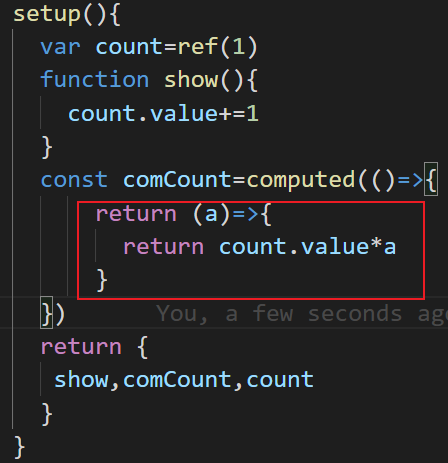 setup(){
  var count=ref(1)
  function show(){
    count.value+=1
  }
  const comCount=computed(()=>{
      return (a)=>{
        return count.value*a
      }
  })      You, a few seconds ago
  return {
   show,comCount,count
  }
}